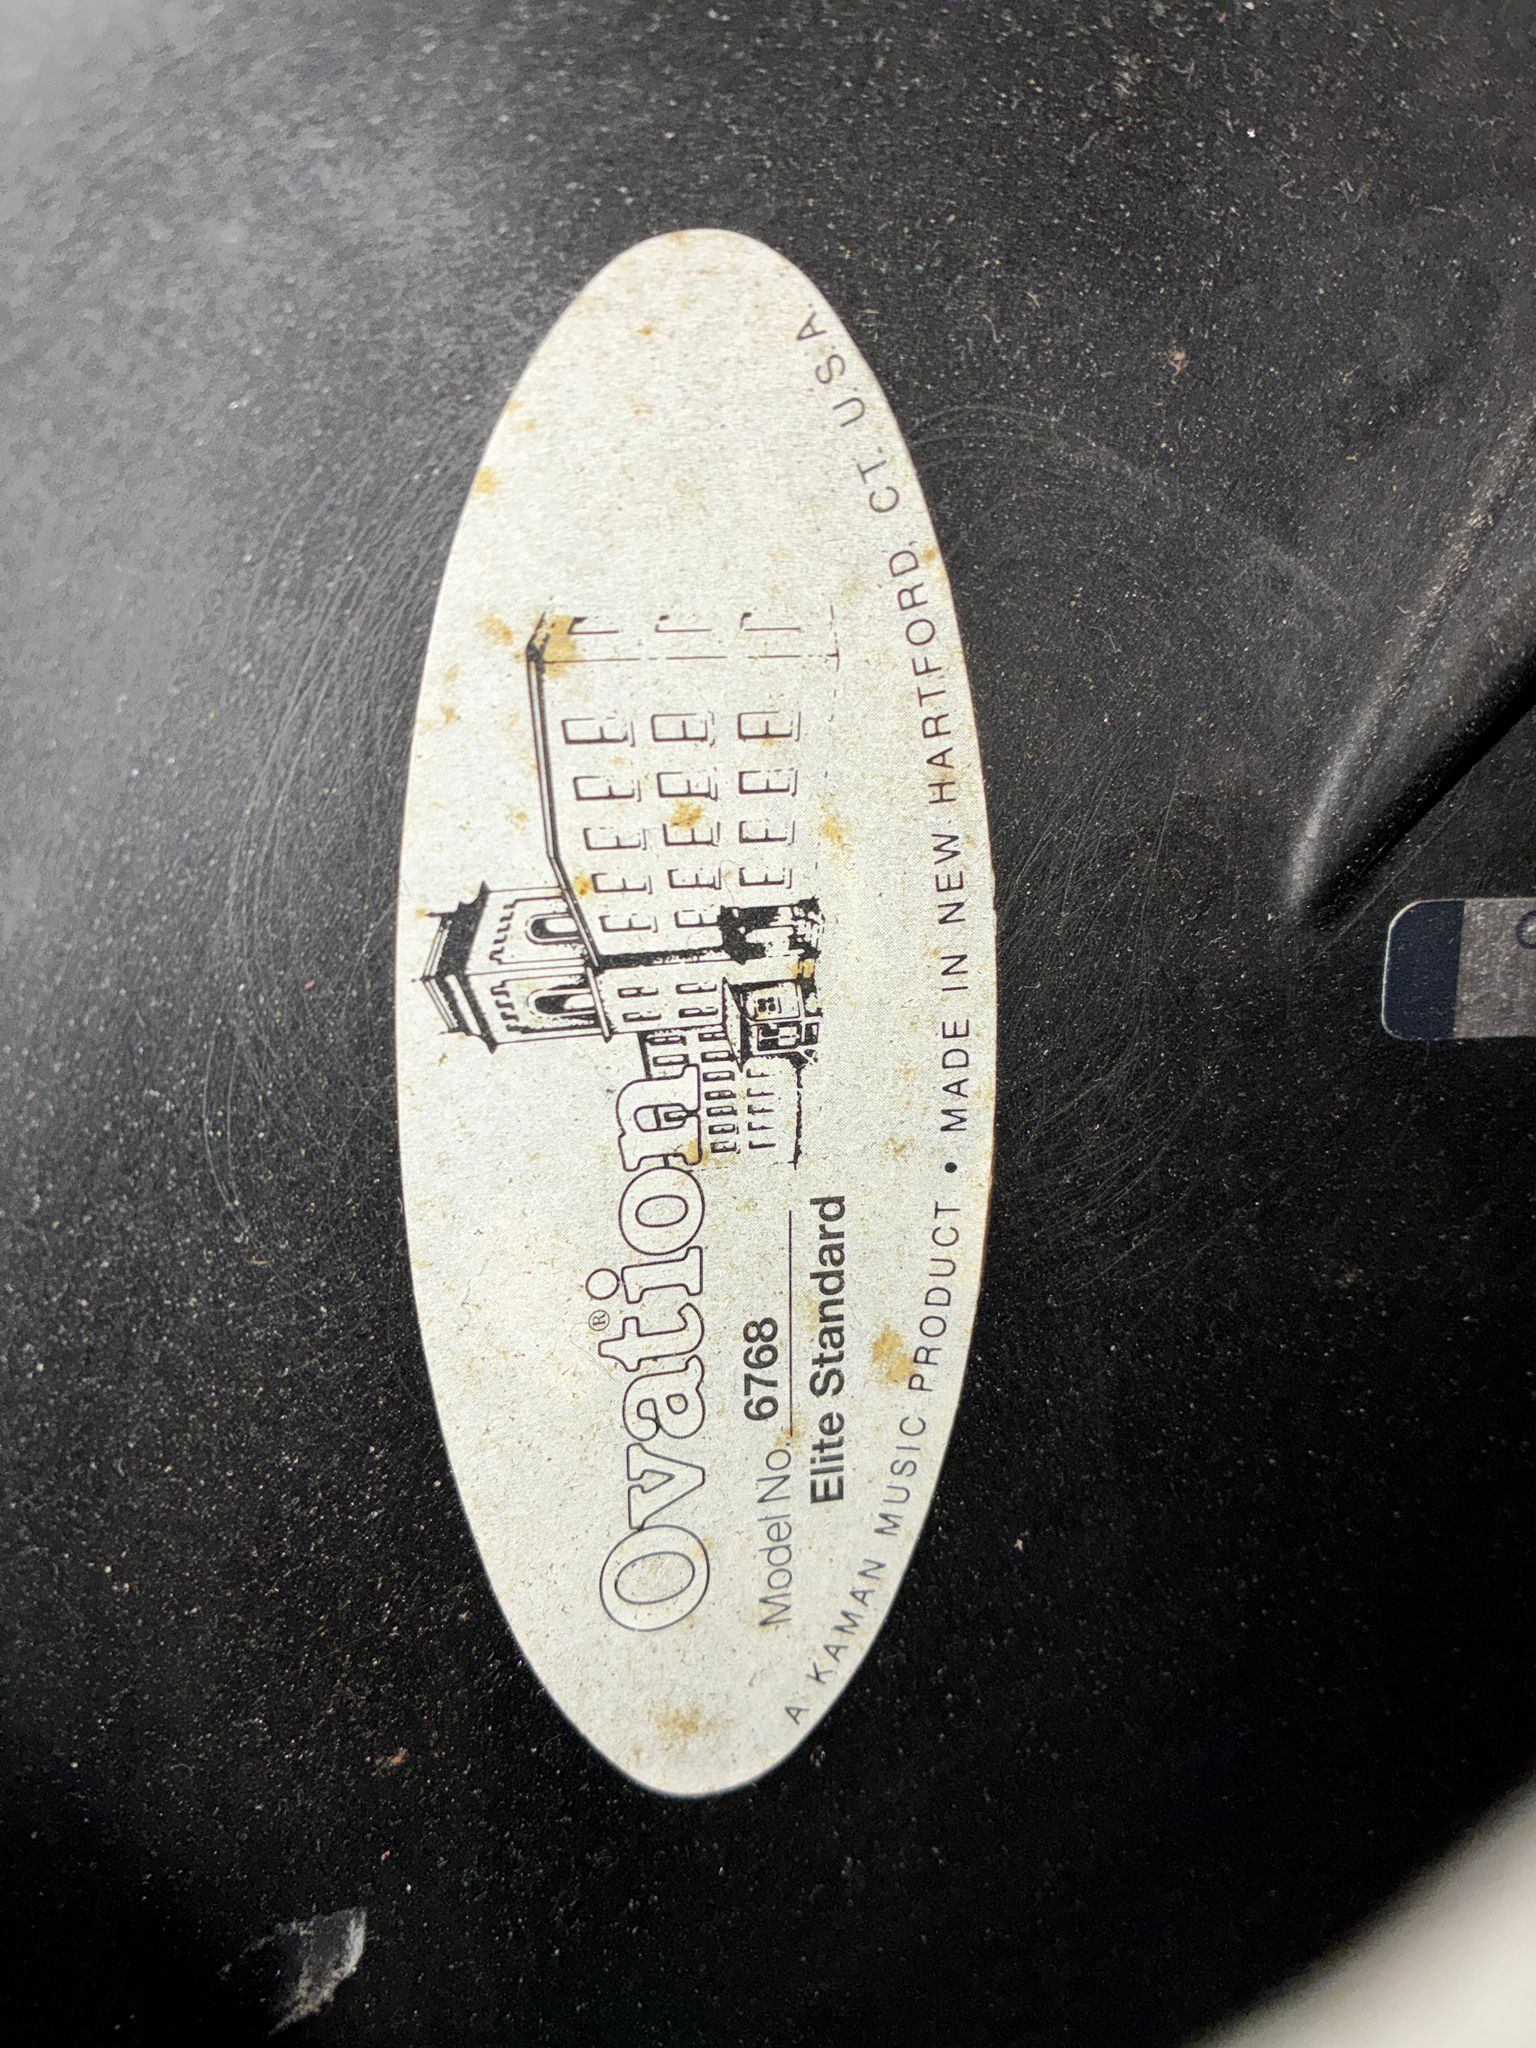 Ovation®
Model No. 6768
Elite Standard
A KAMAN MUSIC PRODUCT • MADE IN NEW HARTFORD, CT. U.S.A.